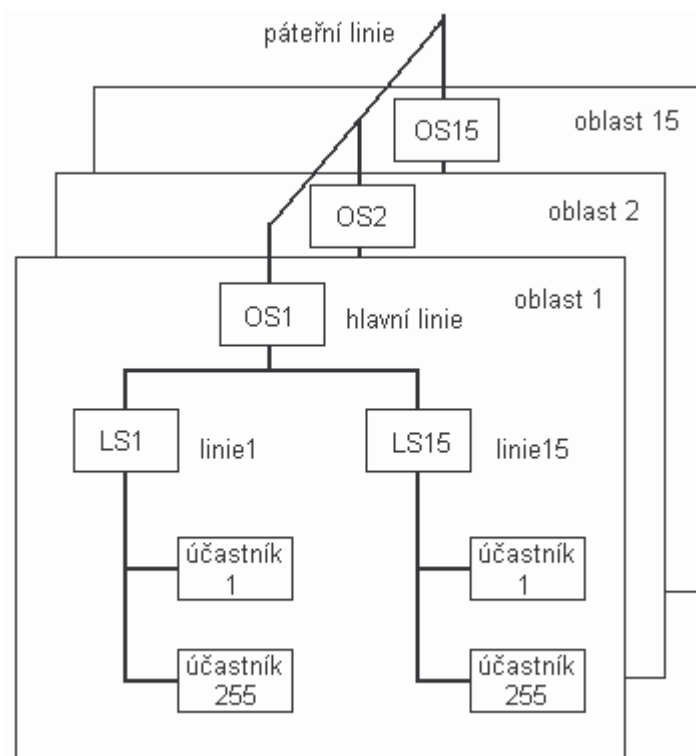 páteřní linie
OS15
oblast 15
OS2
oblast 2
oblast 1
OS1
hlavní linie
LS1
linie1
LS15
linie15
účastník
1
účastník
1
účastník
255
účastník
255